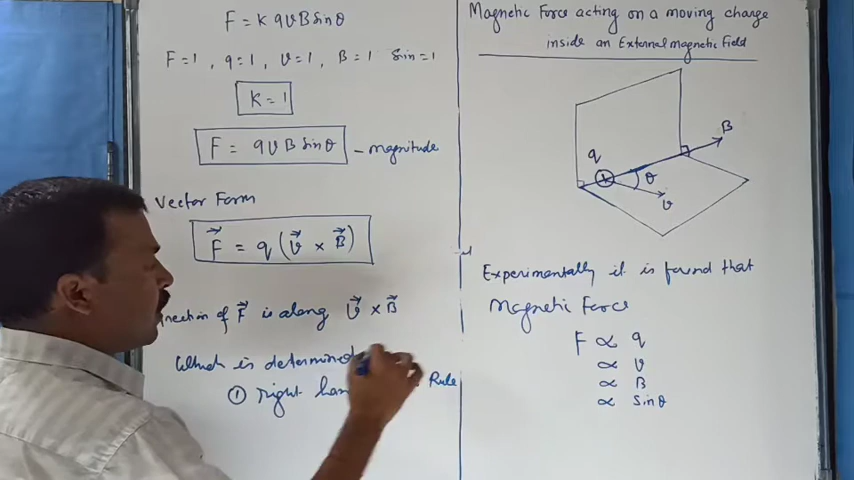 F = K qvB sinθ
F=1 , q=1 , v=1 , B=1 Sin=1
K = 1
F = qvB Sinθ - magnitude
Vector Form
F⃗ = q (v⃗ × B⃗)
of F⃗ is along v⃗ × B⃗
Which is determined
① right Rule
Magnetic Force acting on a moving charge
inside an External magnetic Field
B
q
θ
v
Experimentally it is found that
Magnetic Force
F ∝ q
∝ v
∝ B
∝ Sinθ